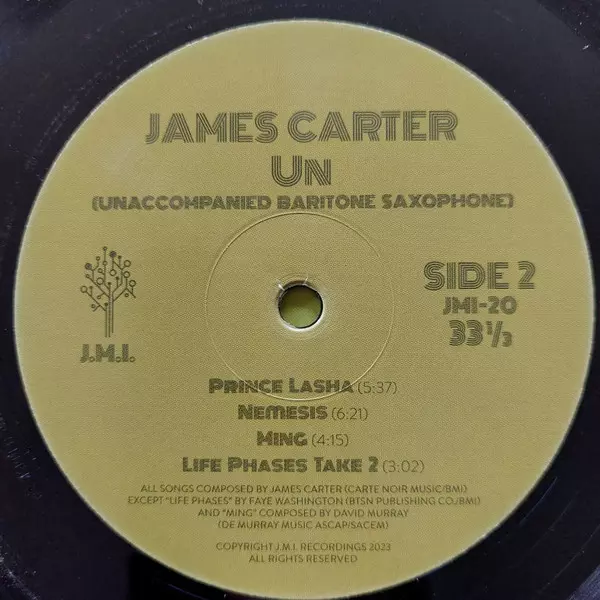 JAMES CARTER
UN
(UNACCOMPANIED BARITONE SAXOPHONE)
J.M.I.
SIDE 2
JMI-20
33 1/3
PRINCE LASHA (5:37)
NEMESIS (6:21)
MING (4:15)
LIFE PHASES TAKE 2 (3:02)
ALL SONGS COMPOSED BY JAMES CARTER (CARTE NOIR MUSIC/BMI)
EXCEPT "LIFE PHASES" BY FAYE WASHINGTON (BTSN PUBLISHING CO./BMI)
AND "MING" COMPOSED BY DAVID MURRAY
(DE MURRAY MUSIC ASCAP/SACEM)
COPYRIGHT J.M.I. RECORDINGS 2023
ALL RIGHTS RESERVED